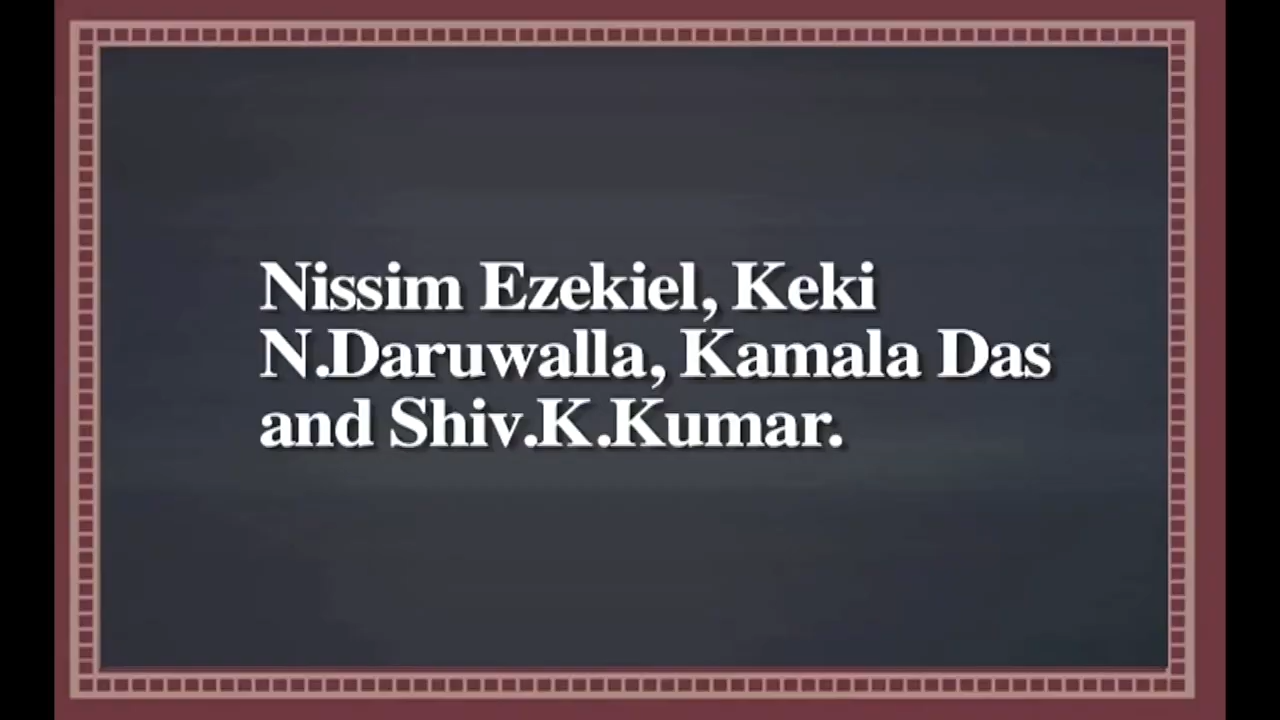 Nissim Ezekiel, Keki
N.Daruwalla, Kamala Das
and Shiv.K.Kumar.